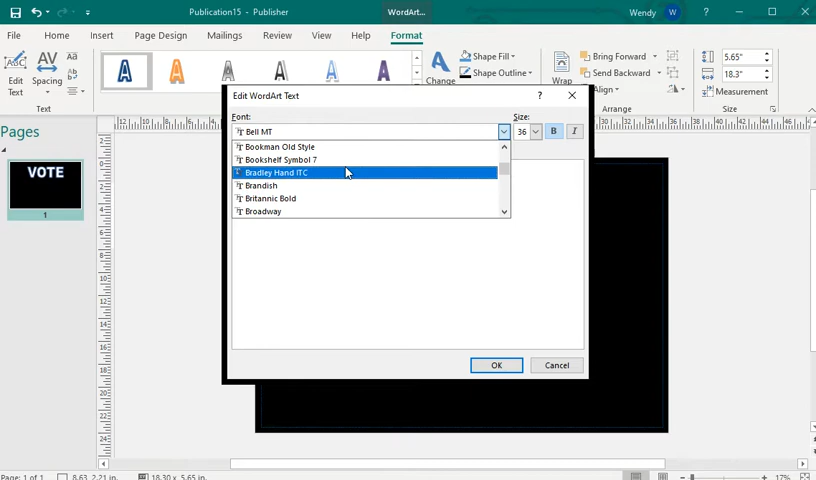 Publication15 - Publisher
WordArt...
Wendy
W
?
File
Home
Insert
Page Design
Mailings
Review
View
Help
Format
Edit
Text
Spacing
Text
Change
Shape Fill
Shape Outline
Wrap
Bring Forward
Send Backward
Align
Arrange
5.65"
18.3"
Measurement
Size
Pages
VOTE
1
Edit WordArt Text
?
Font:
Size:
Bell MT
36
B
I
Bookman Old Style
Bookshelf Symbol 7
Bradley Hand ITC
Brandish
Britannic Bold
Broadway
OK
Cancel
Page: 1 of 1
8.63, 2.21 in.
18.30 x 5.65 in.
17%